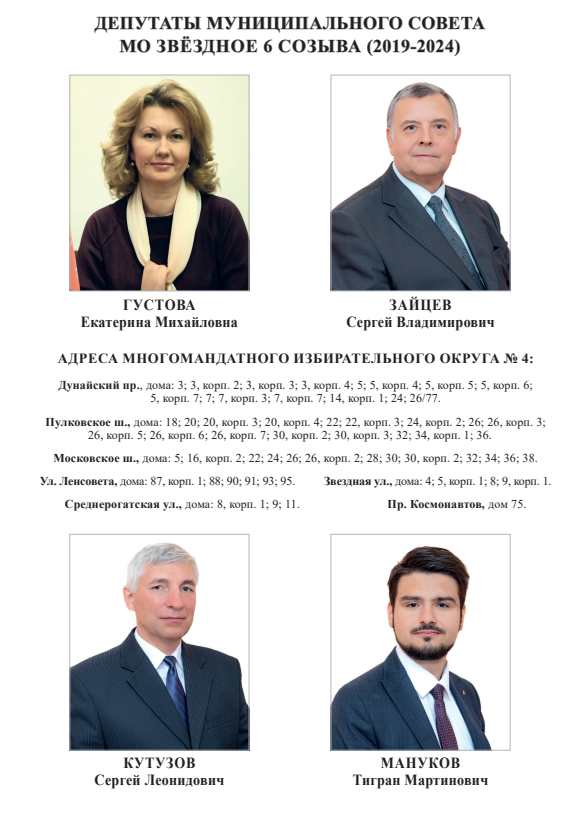 ДЕПУТАТЫ МУНИЦИПАЛЬНОГО СОВЕТА
МО ЗВЁЗДНОЕ 6 СОЗЫВА (2019-2024)
ГУСТОВА
Екатерина Михайловна
ЗАЙЦЕВ
Сергей Владимирович
АДРЕСА МНОГОМАНДАТНОГО ИЗБИРАТЕЛЬНОГО ОКРУГА № 4:
Дунайский пр., дома: 3; 3, корп. 2; 3, корп. 3; 3, корп. 4; 5; 5, корп. 4; 5, корп. 5; 5, корп. 6;
5, корп. 7; 7; 7, корп. 3; 7, корп. 7; 14, корп. 1; 24; 26/77.
Пулковское ш., дома: 18; 20; 20, корп. 3; 20, корп. 4; 22; 22, корп. 3; 24, корп. 2; 26; 26, корп. 3;
26, корп. 5; 26, корп. 6; 26, корп. 7; 30, корп. 2; 30, корп. 3; 32; 34, корп. 1; 36.
Московское ш., дома: 5; 16, корп. 2; 22; 24; 26; 26, корп. 2; 28; 30; 30, корп. 2; 32; 34; 36; 38.
Ул. Ленсовета, дома: 87, корп. 1; 88; 90; 91; 93; 95.
Звездная ул., дома: 4; 5, корп. 1; 8; 9, корп. 1.
Среднерогатская ул., дома: 8, корп. 1; 9; 11.
Пр. Космонавтов, дом 75.
КУТУЗОВ
Сергей Леонидович
МАНУКОВ
Тигран Мартинович